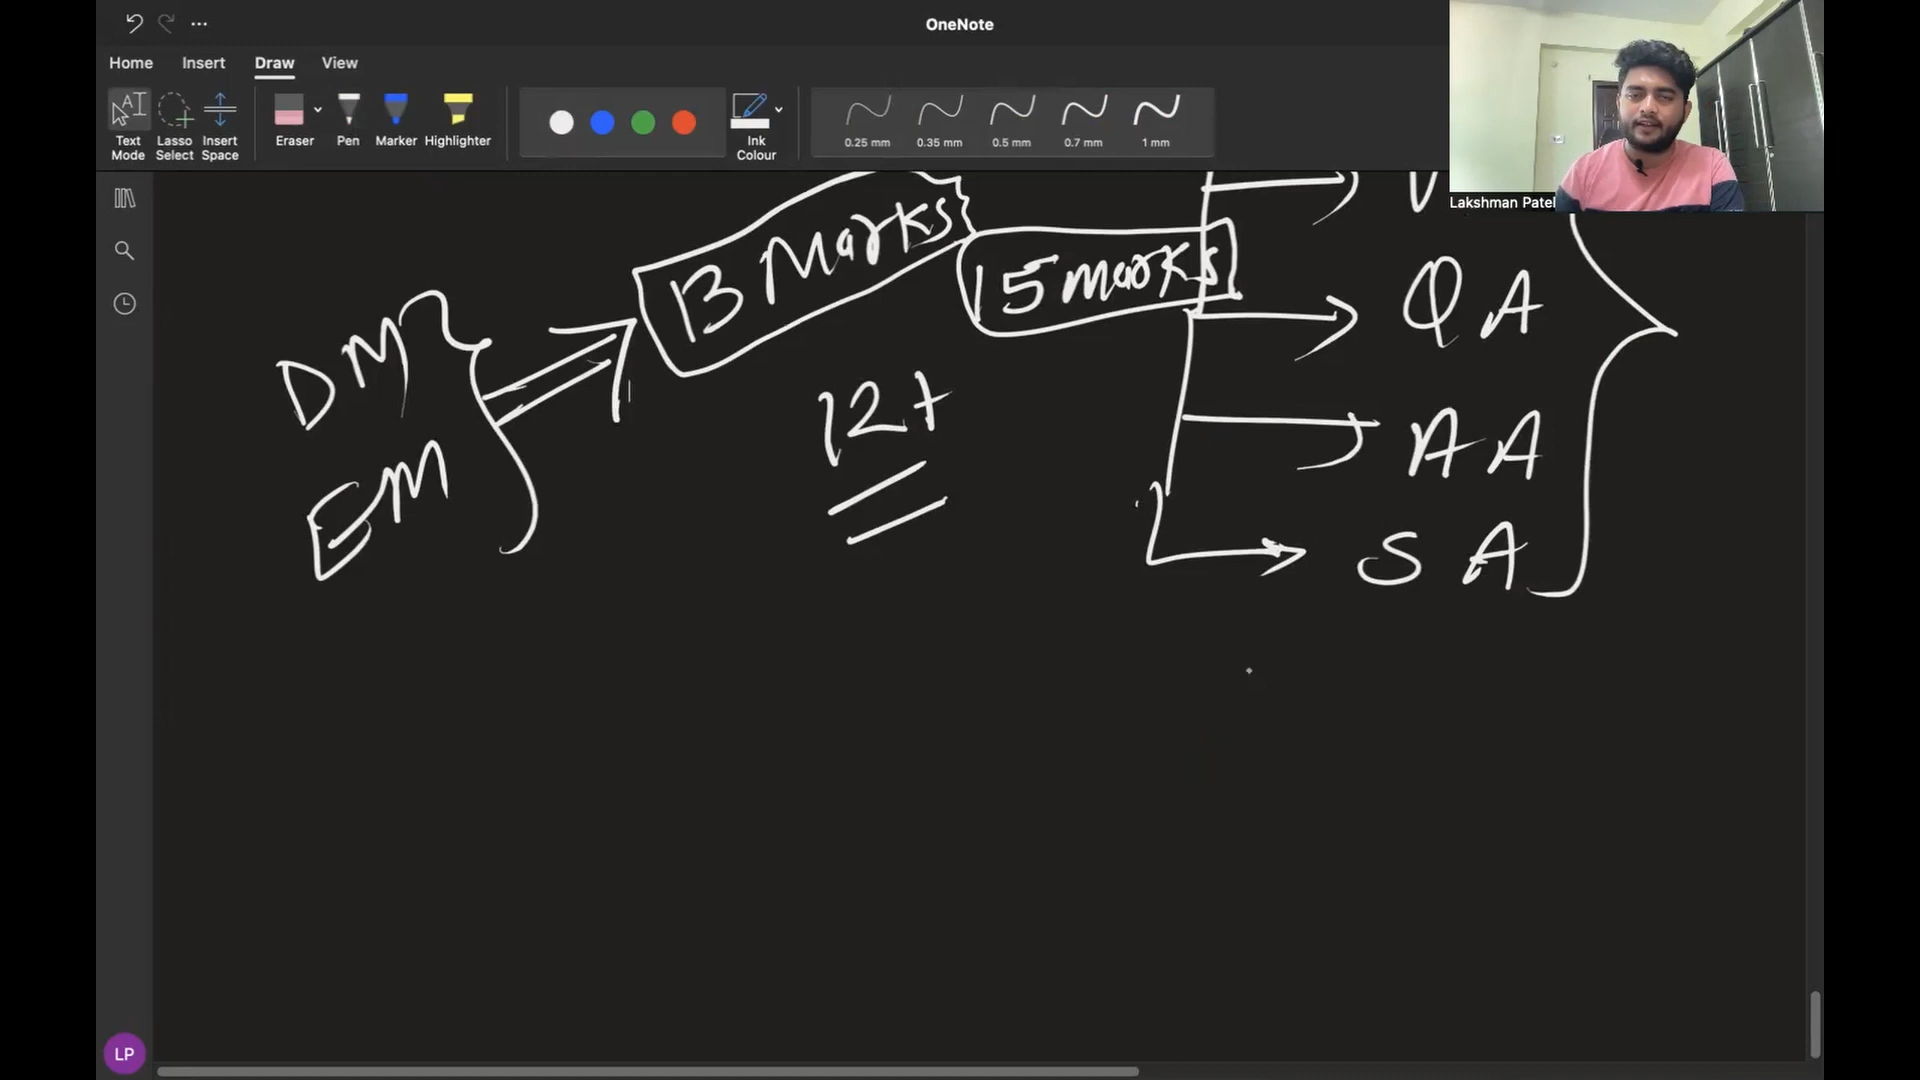 OneNote
Home Insert Draw View
Text Mode
Lasso Select
Insert Space
Eraser
Pen
Marker
Highlighter
Ink Colour
0.25 mm
0.35 mm
0.5 mm
0.7 mm
1 mm
Lakshman Patel
13 Marks
15 marks
DM
EM
12+
QA
AA
SA
LP